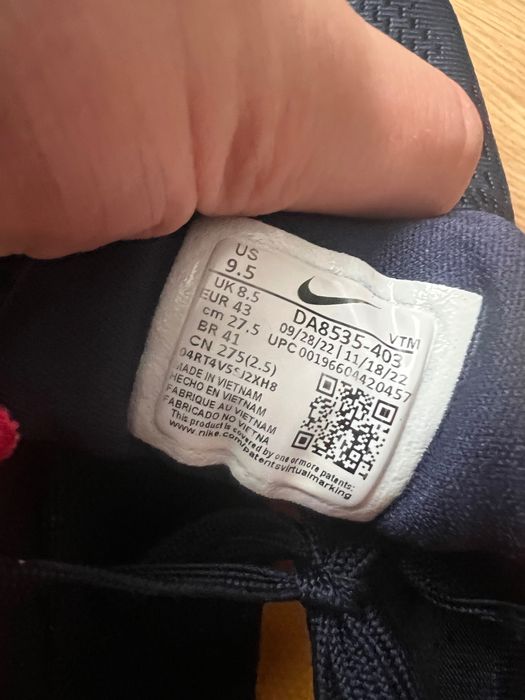 US
9.5
UK 8.5
EUR 43
cm 27.5
BR 41
CN 275(2.5)
VTM
DA8535-403
09/28/22 | 11/18/22
UPC 00196604420457
MADE IN VIETNAM
HECHO EN VIETNAM
FABRIQUE AU VIETNAM
FABRICADO NO VIETNA
This product is covered by one or more patents:
www.nike.com/patentsvirtualmarking